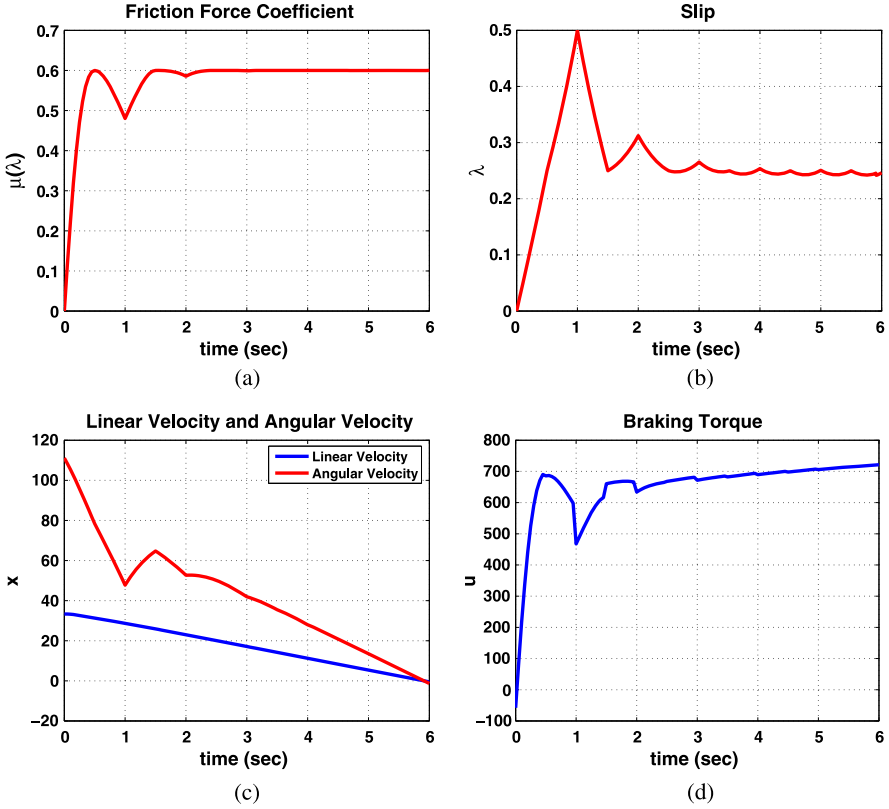 Friction Force Coefficient
0.7
0.6
0.5
0.4
0.3
0.2
0.1
0
μ(λ)
0 1 2 3 4 5 6
time (sec)
(a)
Slip
0.5
0.4
0.3
0.2
0.1
0
λ
0 1 2 3 4 5 6
time (sec)
(b)
Linear Velocity and Angular Velocity
120
100
80
60
40
20
0
−20
x
Linear Velocity
Angular Velocity
0 1 2 3 4 5 6
time (sec)
(c)
Braking Torque
800
700
600
500
400
300
200
100
0
−100
u
0 1 2 3 4 5 6
time (sec)
(d)